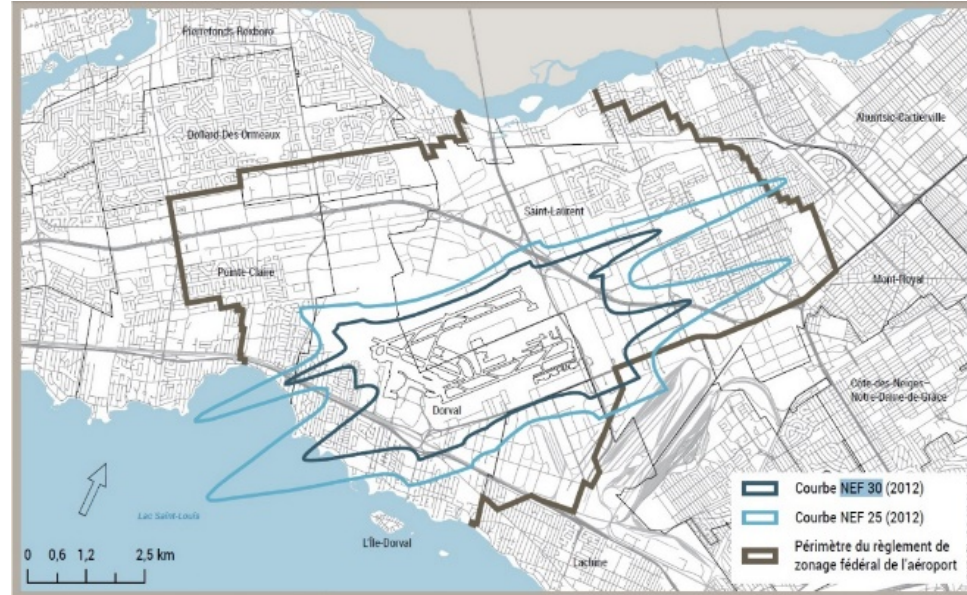 Pierrefonds-Roxboro
Dollard-Des Ormeaux
Ahuntsic-Cartierville
Saint-Laurent
Pointe-Claire
Mont-Royal
Côte-des-Neiges–
Notre-Dame-de-Grâce
Dorval
Lac Saint-Louis
L'Île-Dorval
Lachine
0 0,6 1,2 2,5 km
Courbe NEF 30 (2012)
Courbe NEF 25 (2012)
Périmètre du règlement de
zonage fédéral de l'aéroport